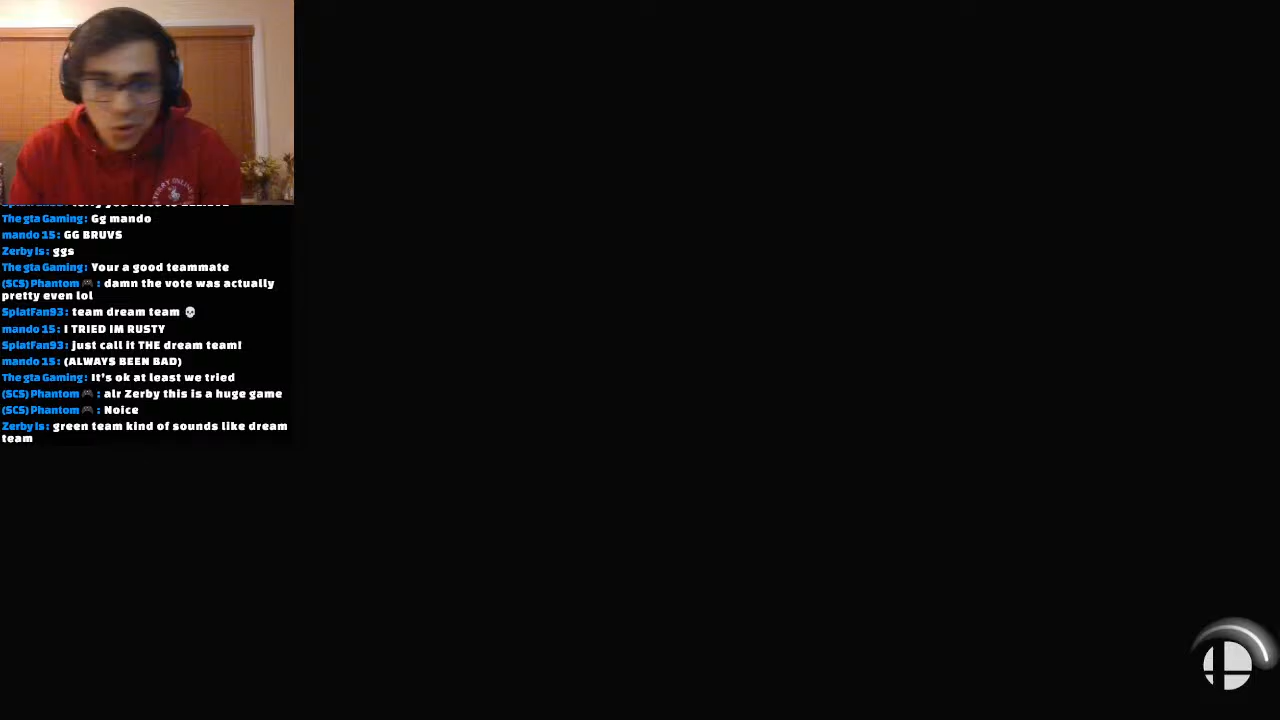 The gta Gaming: Gg mando
mando 15: GG BRUVS
Zerby Is: ggs
The gta Gaming: Your a good teammate
(SCS) Phantom 🎮: damn the vote was actually
pretty even lol
SplatFan93: team dream team 💀
mando 15: I TRIED IM RUSTY
SplatFan93: just call it THE dream team!
mando 15: (ALWAYS BEEN BAD)
The gta Gaming: It's ok at least we tried
(SCS) Phantom 🎮: alr Zerby this is a huge game
(SCS) Phantom 🎮: Noice
Zerby Is: green team kind of sounds like dream
team